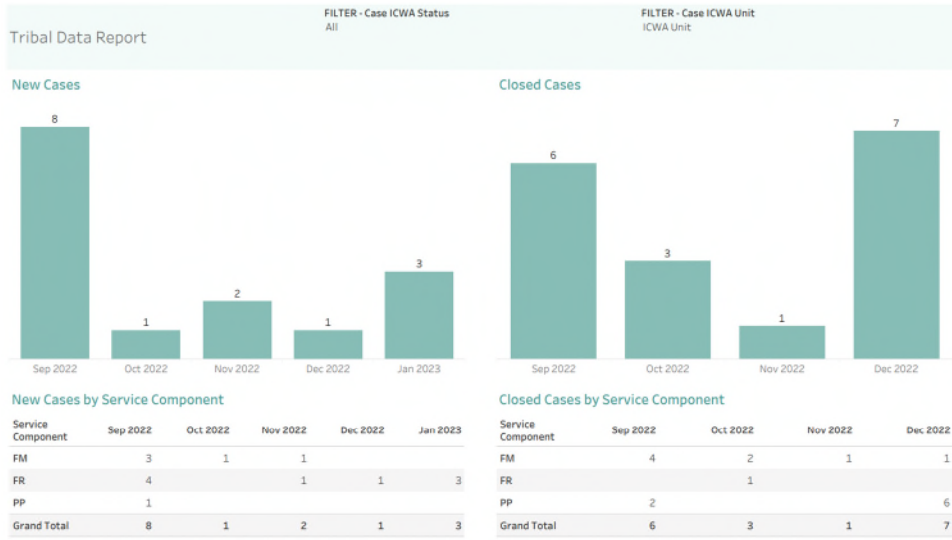 Tribal Data Report
FILTER - Case ICWA Status
All
FILTER - Case ICWA Unit
ICWA Unit
New Cases
8
1
2
1
3
Sep 2022 Oct 2022 Nov 2022 Dec 2022 Jan 2023
Closed Cases
6
3
1
7
Sep 2022 Oct 2022 Nov 2022 Dec 2022
New Cases by Service Component
Service
Component Sep 2022 Oct 2022 Nov 2022 Dec 2022 Jan 2023
FM 3 1 1
FR 4 1 1 3
PP 1
Grand Total 8 1 2 1 3
Closed Cases by Service Component
Service
Component Sep 2022 Oct 2022 Nov 2022 Dec 2022
FM 4 2 1 1
FR 1
PP 2 6
Grand Total 6 3 1 7